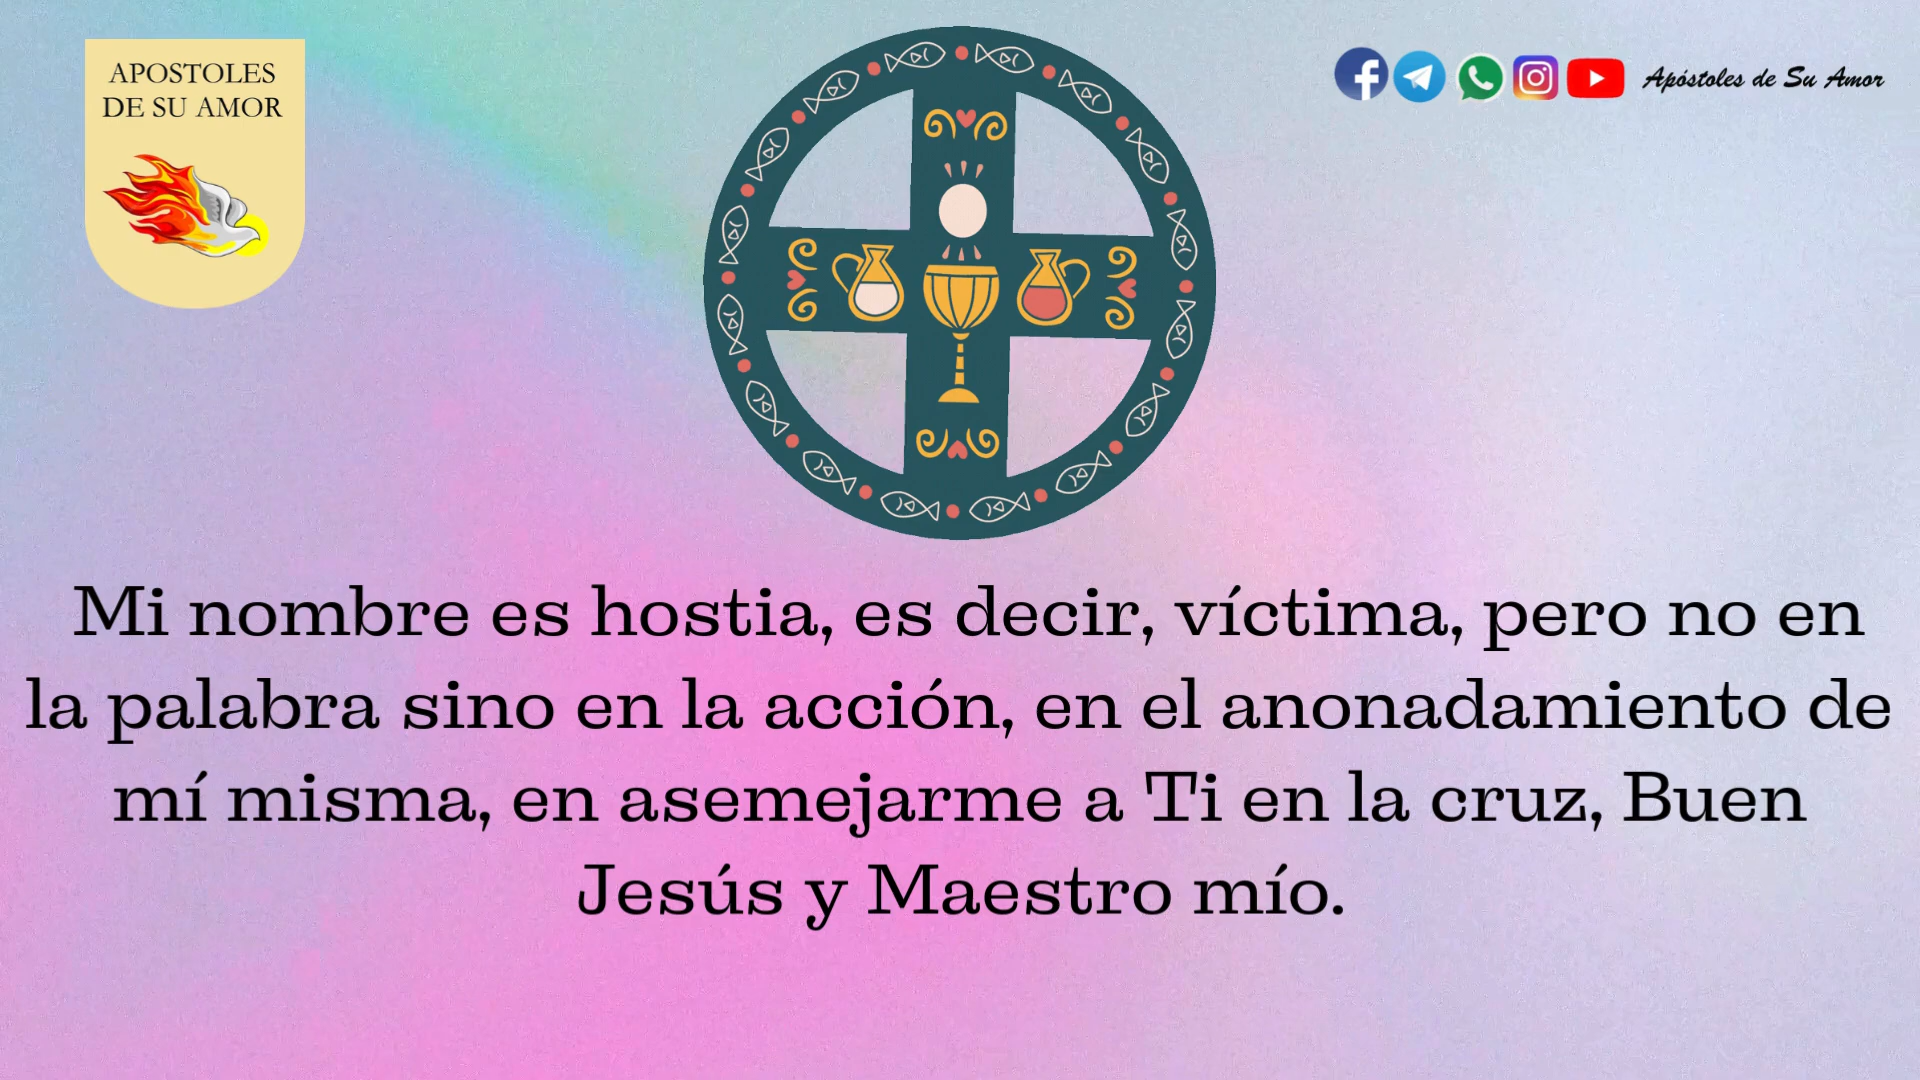 APOSTOLES
DE SU AMOR
Apóstoles de Su Amor
Mi nombre es hostia, es decir, víctima, pero no en
la palabra sino en la acción, en el anonadamiento de
mí misma, en asemejarme a Ti en la cruz, Buen
Jesús y Maestro mío.